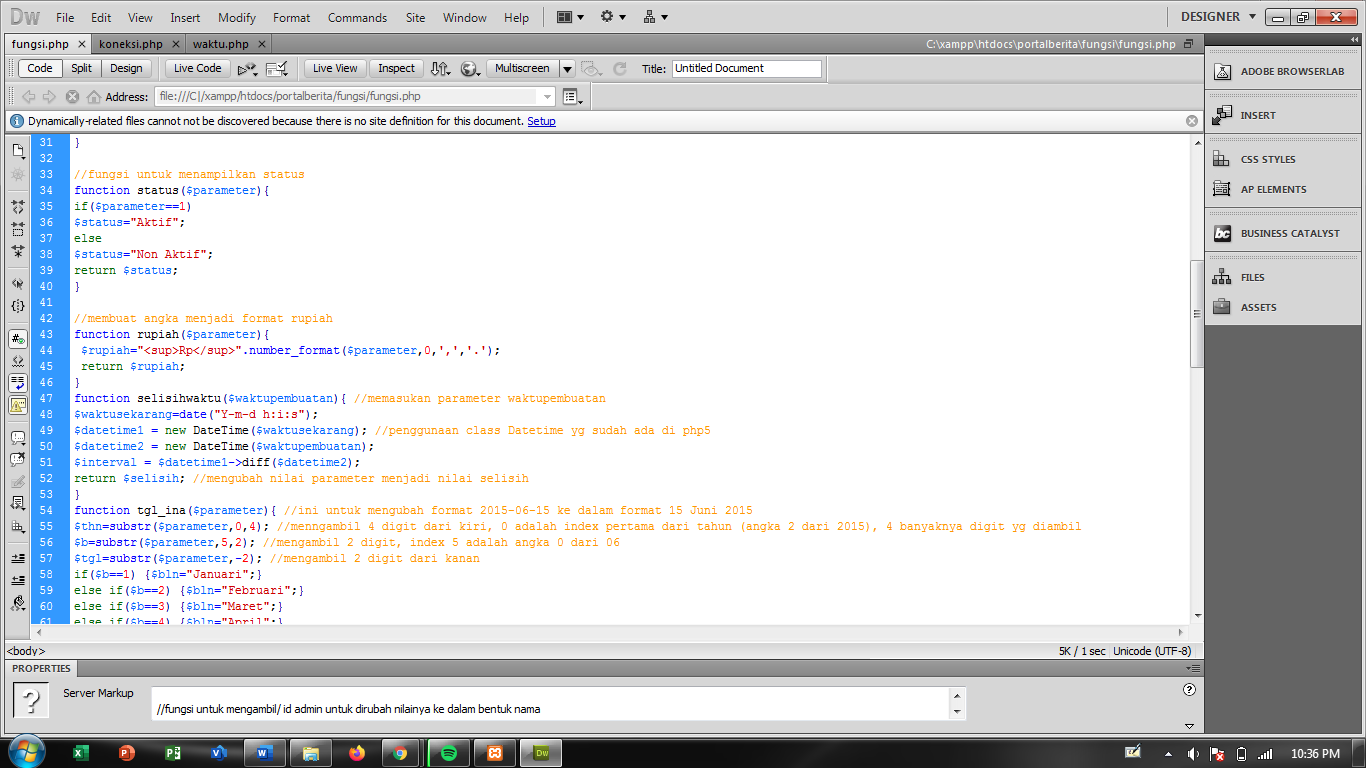 Dw File Edit View Insert Modify Format Commands Site Window Help DESIGNER
fungsi.php koneksi.php waktu.php C:\xampp\htdocs\portalberita\fungsi\fungsi.php
Code Split Design Live Code Live View Inspect Multiscreen Title: Untitled Document
Address: file:///C|/xampp/htdocs/portalberita/fungsi/fungsi.php
Dynamically-related files cannot not be discovered because there is no site definition for this document. Setup
31 }
32
33 //fungsi untuk menampilkan status
34 function status($parameter){
35 if($parameter==1)
36 $status="Aktif";
37 else
38 $status="Non Aktif";
39 return $status;
40 }
41
42 //membuat angka menjadi format rupiah
43 function rupiah($parameter){
44 $rupiah="<sup>Rp</sup>".number_format($parameter,0,',','.');
45 return $rupiah;
46 }
47 function selisihwaktu($waktupembuatan){ //memasukan parameter waktupembuatan
48 $waktusekarang=date("Y-m-d h:i:s");
49 $datetime1 = new DateTime($waktusekarang); //penggunaan class Datetime yg sudah ada di php5
50 $datetime2 = new DateTime($waktupembuatan);
51 $interval = $datetime1->diff($datetime2);
52 return $selisih; //mengubah nilai parameter menjadi nilai selisih
53 }
54 function tgl_ina($parameter){ //ini untuk mengubah format 2015-06-15 ke dalam format 15 Juni 2015
55 $thn=substr($parameter,0,4); //menngambil 4 digit dari kiri, 0 adalah index pertama dari tahun (angka 2 dari 2015), 4 banyaknya digit yg diambil
56 $b=substr($parameter,5,2); //mengambil 2 digit, index 5 adalah angka 0 dari 06
57 $tgl=substr($parameter,-2); //mengambil 2 digit dari kanan
58 if($b==1) {$bln="Januari";}
59 else if($b==2) {$bln="Februari";}
60 else if($b==3) {$bln="Maret";}
61 else if($b==4) {$bln="April";}
<body> 5K / 1 sec Unicode (UTF-8)
PROPERTIES
Server Markup
//fungsi untuk mengambil/ id admin untuk dirubah nilainya ke dalam bentuk nama
ADOBE BROWSERLAB
INSERT
CSS STYLES
AP ELEMENTS
BUSINESS CATALYST
FILES
ASSETS
10:36 PM